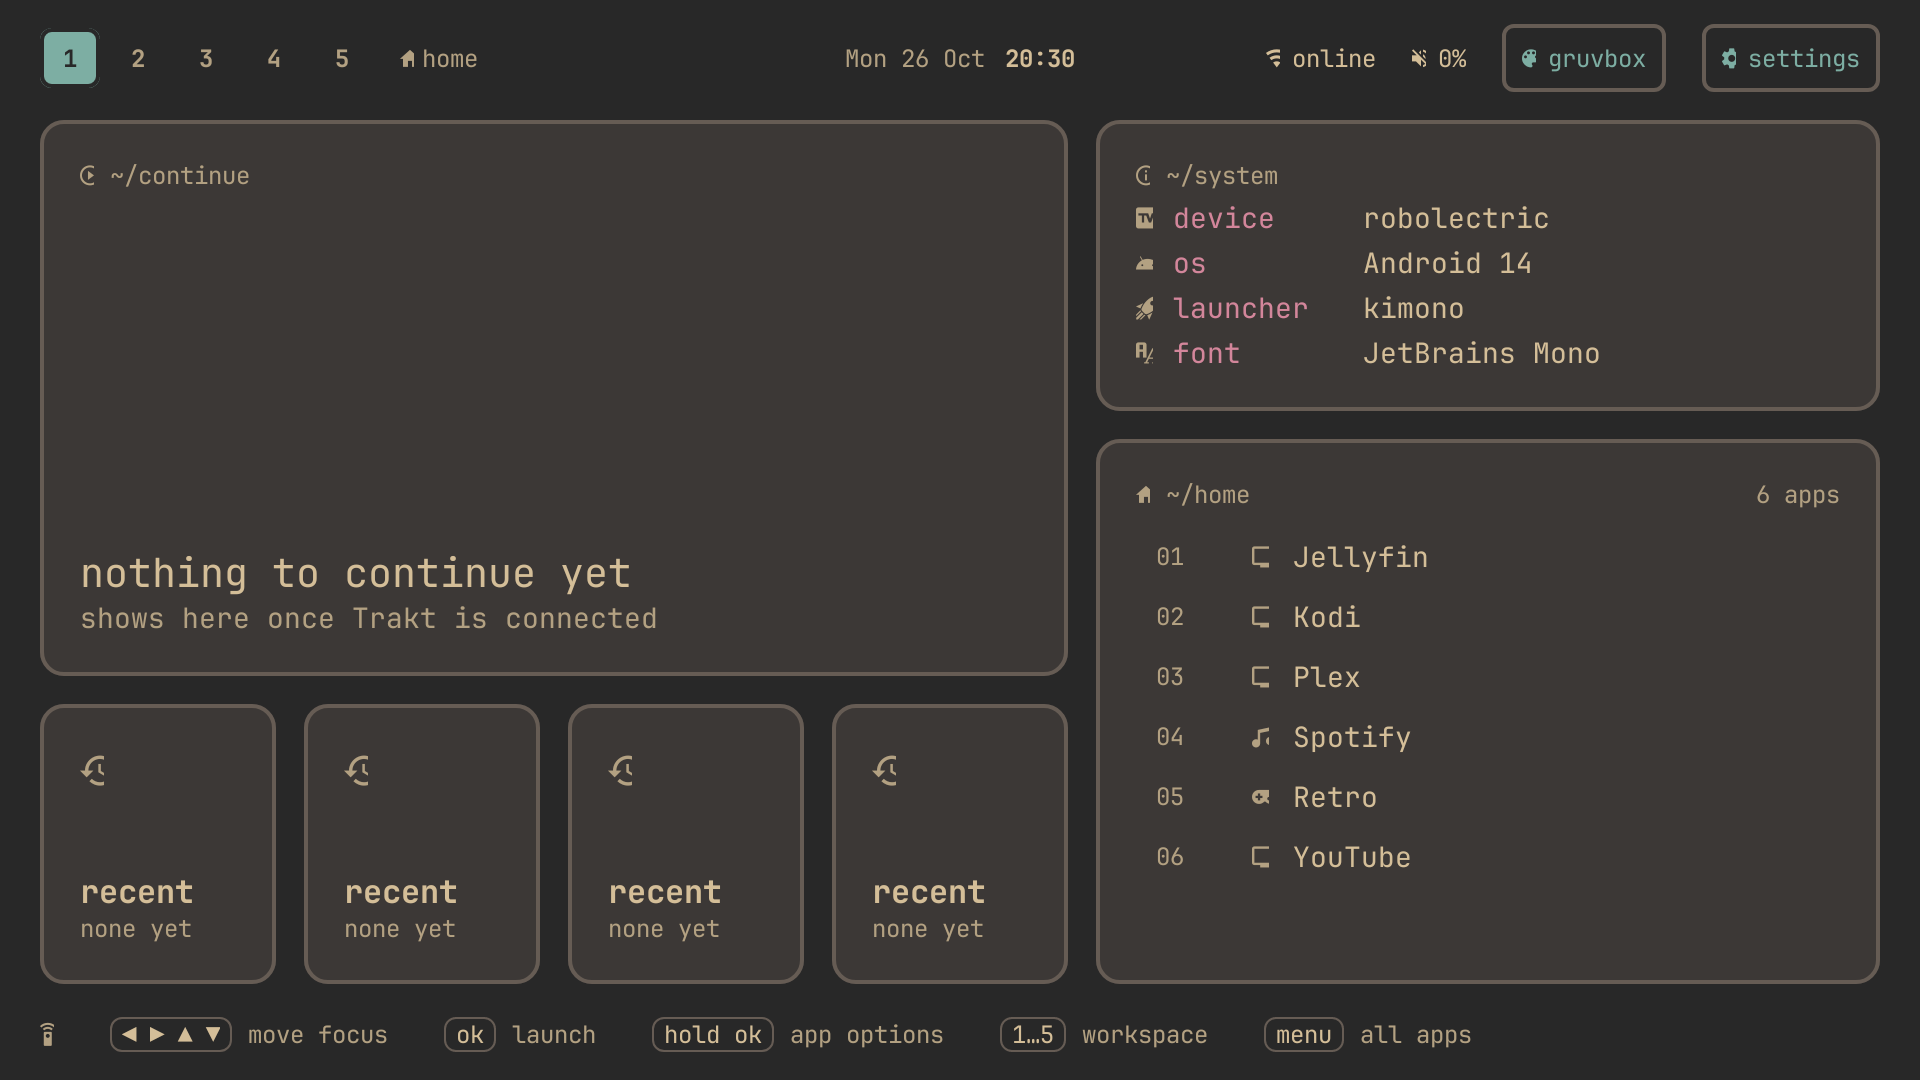 1 2 3 4 5 home
Mon 26 Oct 20:30
online 0% gruvbox settings
~/continue
nothing to continue yet
shows here once Trakt is connected
~/system
device robolectric
os Android 14
launcher kimono
font JetBrains Mono
~/home 6 apps
01 Jellyfin
02 Kodi
03 Plex
04 Spotify
05 Retro
06 YouTube
recent
none yet
recent
none yet
recent
none yet
recent
none yet
◀ ▶ ▲ ▼ move focus ok launch hold ok app options 1…5 workspace menu all apps